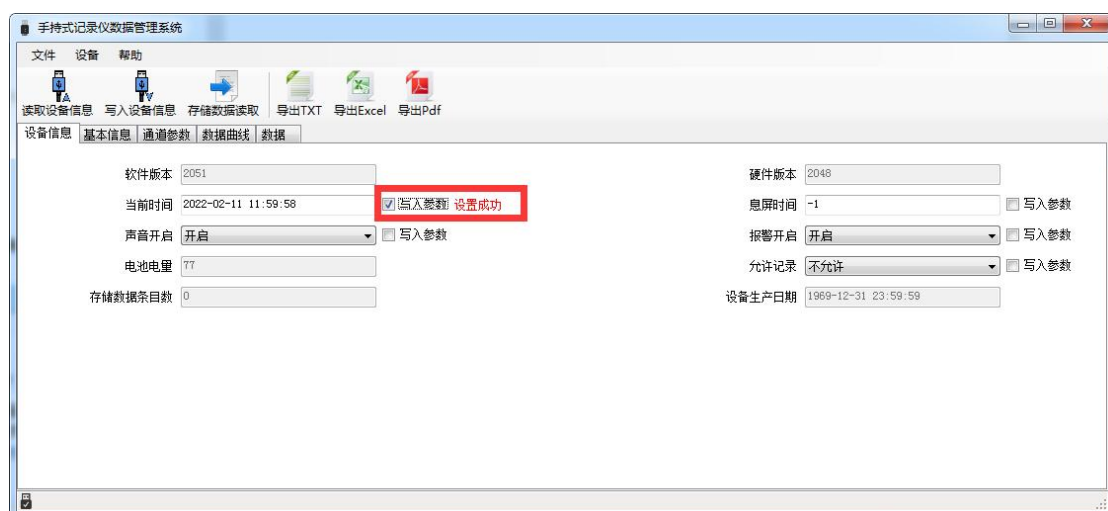 手持式记录仪数据管理系统
文件 设备 帮助
读取设备信息 写入设备信息 存储数据读取 导出TXT 导出Excel 导出Pdf
设备信息 基本信息 通道参数 数据曲线 数据
软件版本 2051 硬件版本 2048
当前时间 2022-02-11 11:59:58 写入参数 设置成功 息屏时间 -1 写入参数
声音开启 开启 写入参数 报警开启 开启 写入参数
电池电量 77 允许记录 不允许 写入参数
存储数据条目数 0 设备生产日期 1969-12-31 23:59:59